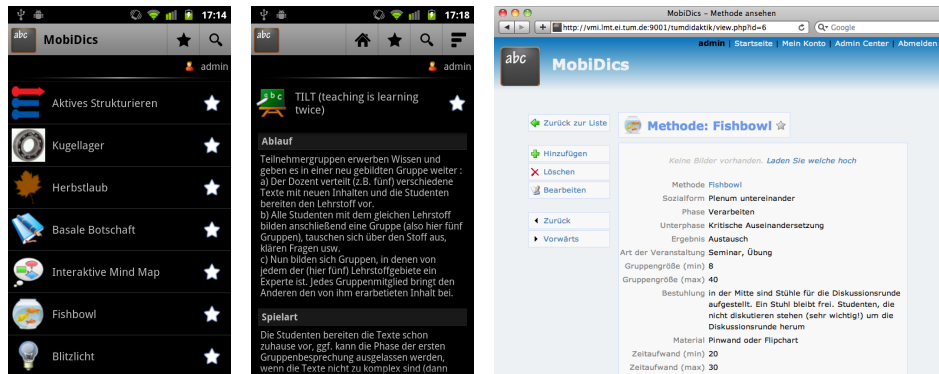 17:14
abc
MobiDics
admin
Aktives Strukturieren
Kugellager
Herbstlaub
Basale Botschaft
Interaktive Mind Map
Fishbowl
Blitzlicht
17:18
abc
admin
sbc
TILT (teaching is learning
twice)
Ablauf
Teilnehmergruppen erwerben Wissen und
geben es in einer neu gebildten Gruppe weiter :
a) Der Dozent verteilt (z.B. fünf) verschiedene
Texte mit neuen Inhalten und die Studenten
bereiten den Lehrstoff vor.
b) Alle Studenten mit dem gleichen Lehrstoff
bilden anschließend eine Gruppe (also hier fünf
Gruppen), tauschen sich über den Stoff aus,
klären Fragen usw.
c) Nun bilden sich Gruppen, in denen von
jedem der (hier fünf) Lehrstoffgebiete ein
Experte ist. Jedes Gruppenmitglied bringt den
Anderen den von ihm erarbetieten Inhalt bei.
Spielart
Die Studenten bereiten die Texte schon
zuhause vor, ggf. kann die Phase der ersten
Gruppenbesprechung ausgelassen werden,
wenn die Texte nicht zu komplex sind (dann
MobiDics – Methode ansehen
http://vmi.lmt.ei.tum.de:9001/tumdidaktik/view.php?id=6
Google
admin | Startseite | Mein Konto | Admin Center | Abmelden
abc
MobiDics
Zurück zur Liste
Hinzufügen
Löschen
Bearbeiten
Zurück
Vorwärts
Methode: Fishbowl
Keine Bilder vorhanden. Laden Sie welche hoch
Methode Fishbowl
Sozialform Plenum untereinander
Phase Verarbeiten
Unterphase Kritische Auseinandersetzung
Ergebnis Austausch
Art der Veranstaltung Seminar, Übung
Gruppengröße (min) 8
Gruppengröße (max) 40
Bestuhlung in der Mitte sind Stühle für die Diskussionsrunde
aufgestellt. Ein Stuhl bleibt frei. Studenten, die
nicht diskutieren stehen (sehr wichtig!) um die
Diskussionsrunde herum
Material Pinwand oder Flipchart
Zeitaufwand (min) 20
Zeitaufwand (max) 30